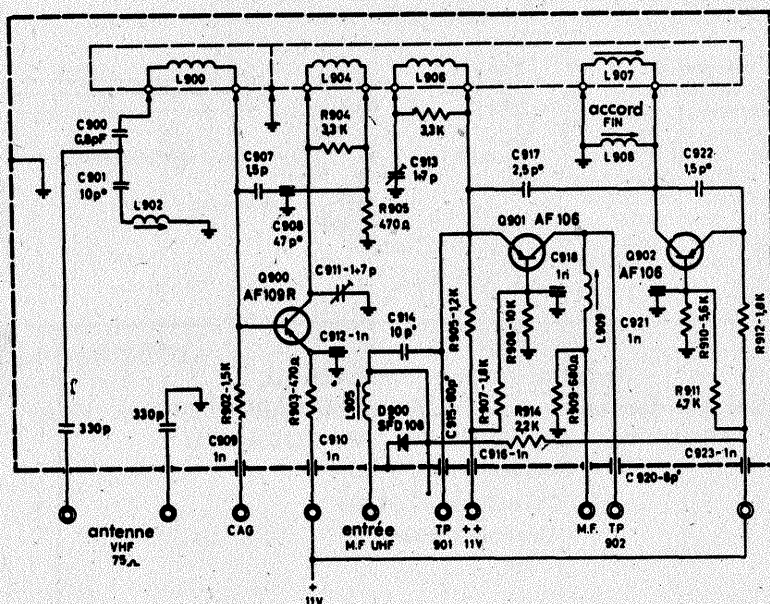 L900
L904
L906
L907
C900
0,8pF
R904
3,3K
3,3K
accord
FIN
L908
C901
10p°
L902
C907
1,5p
C913
1÷7p
C917
2,5p°
C922
1,5p°
C908
47p°
R905
470Ω
Q900
AF109R
C911-1÷7p
Q901
AF106
C918
1n
Q902
AF106
C912-1n
C914
10p°
R905-1,2K
R908-10K
L909
C921
1n
R910-5,6K
R912-1,8K
R902-1,5K
R903-470Ω
L905
D900
SFD108
C915-80p°
R907-1,8K
R909-680Ω
R914
2,2K
R911
4,7K
330p
330p
C909
1n
C910
1n
C916-1n
C920-6p°
C923-1n
antenne
VHF
75Ω
CAG
entrée
M.F UHF
TP
901
++
11V
M.F.
TP
902
+
11V